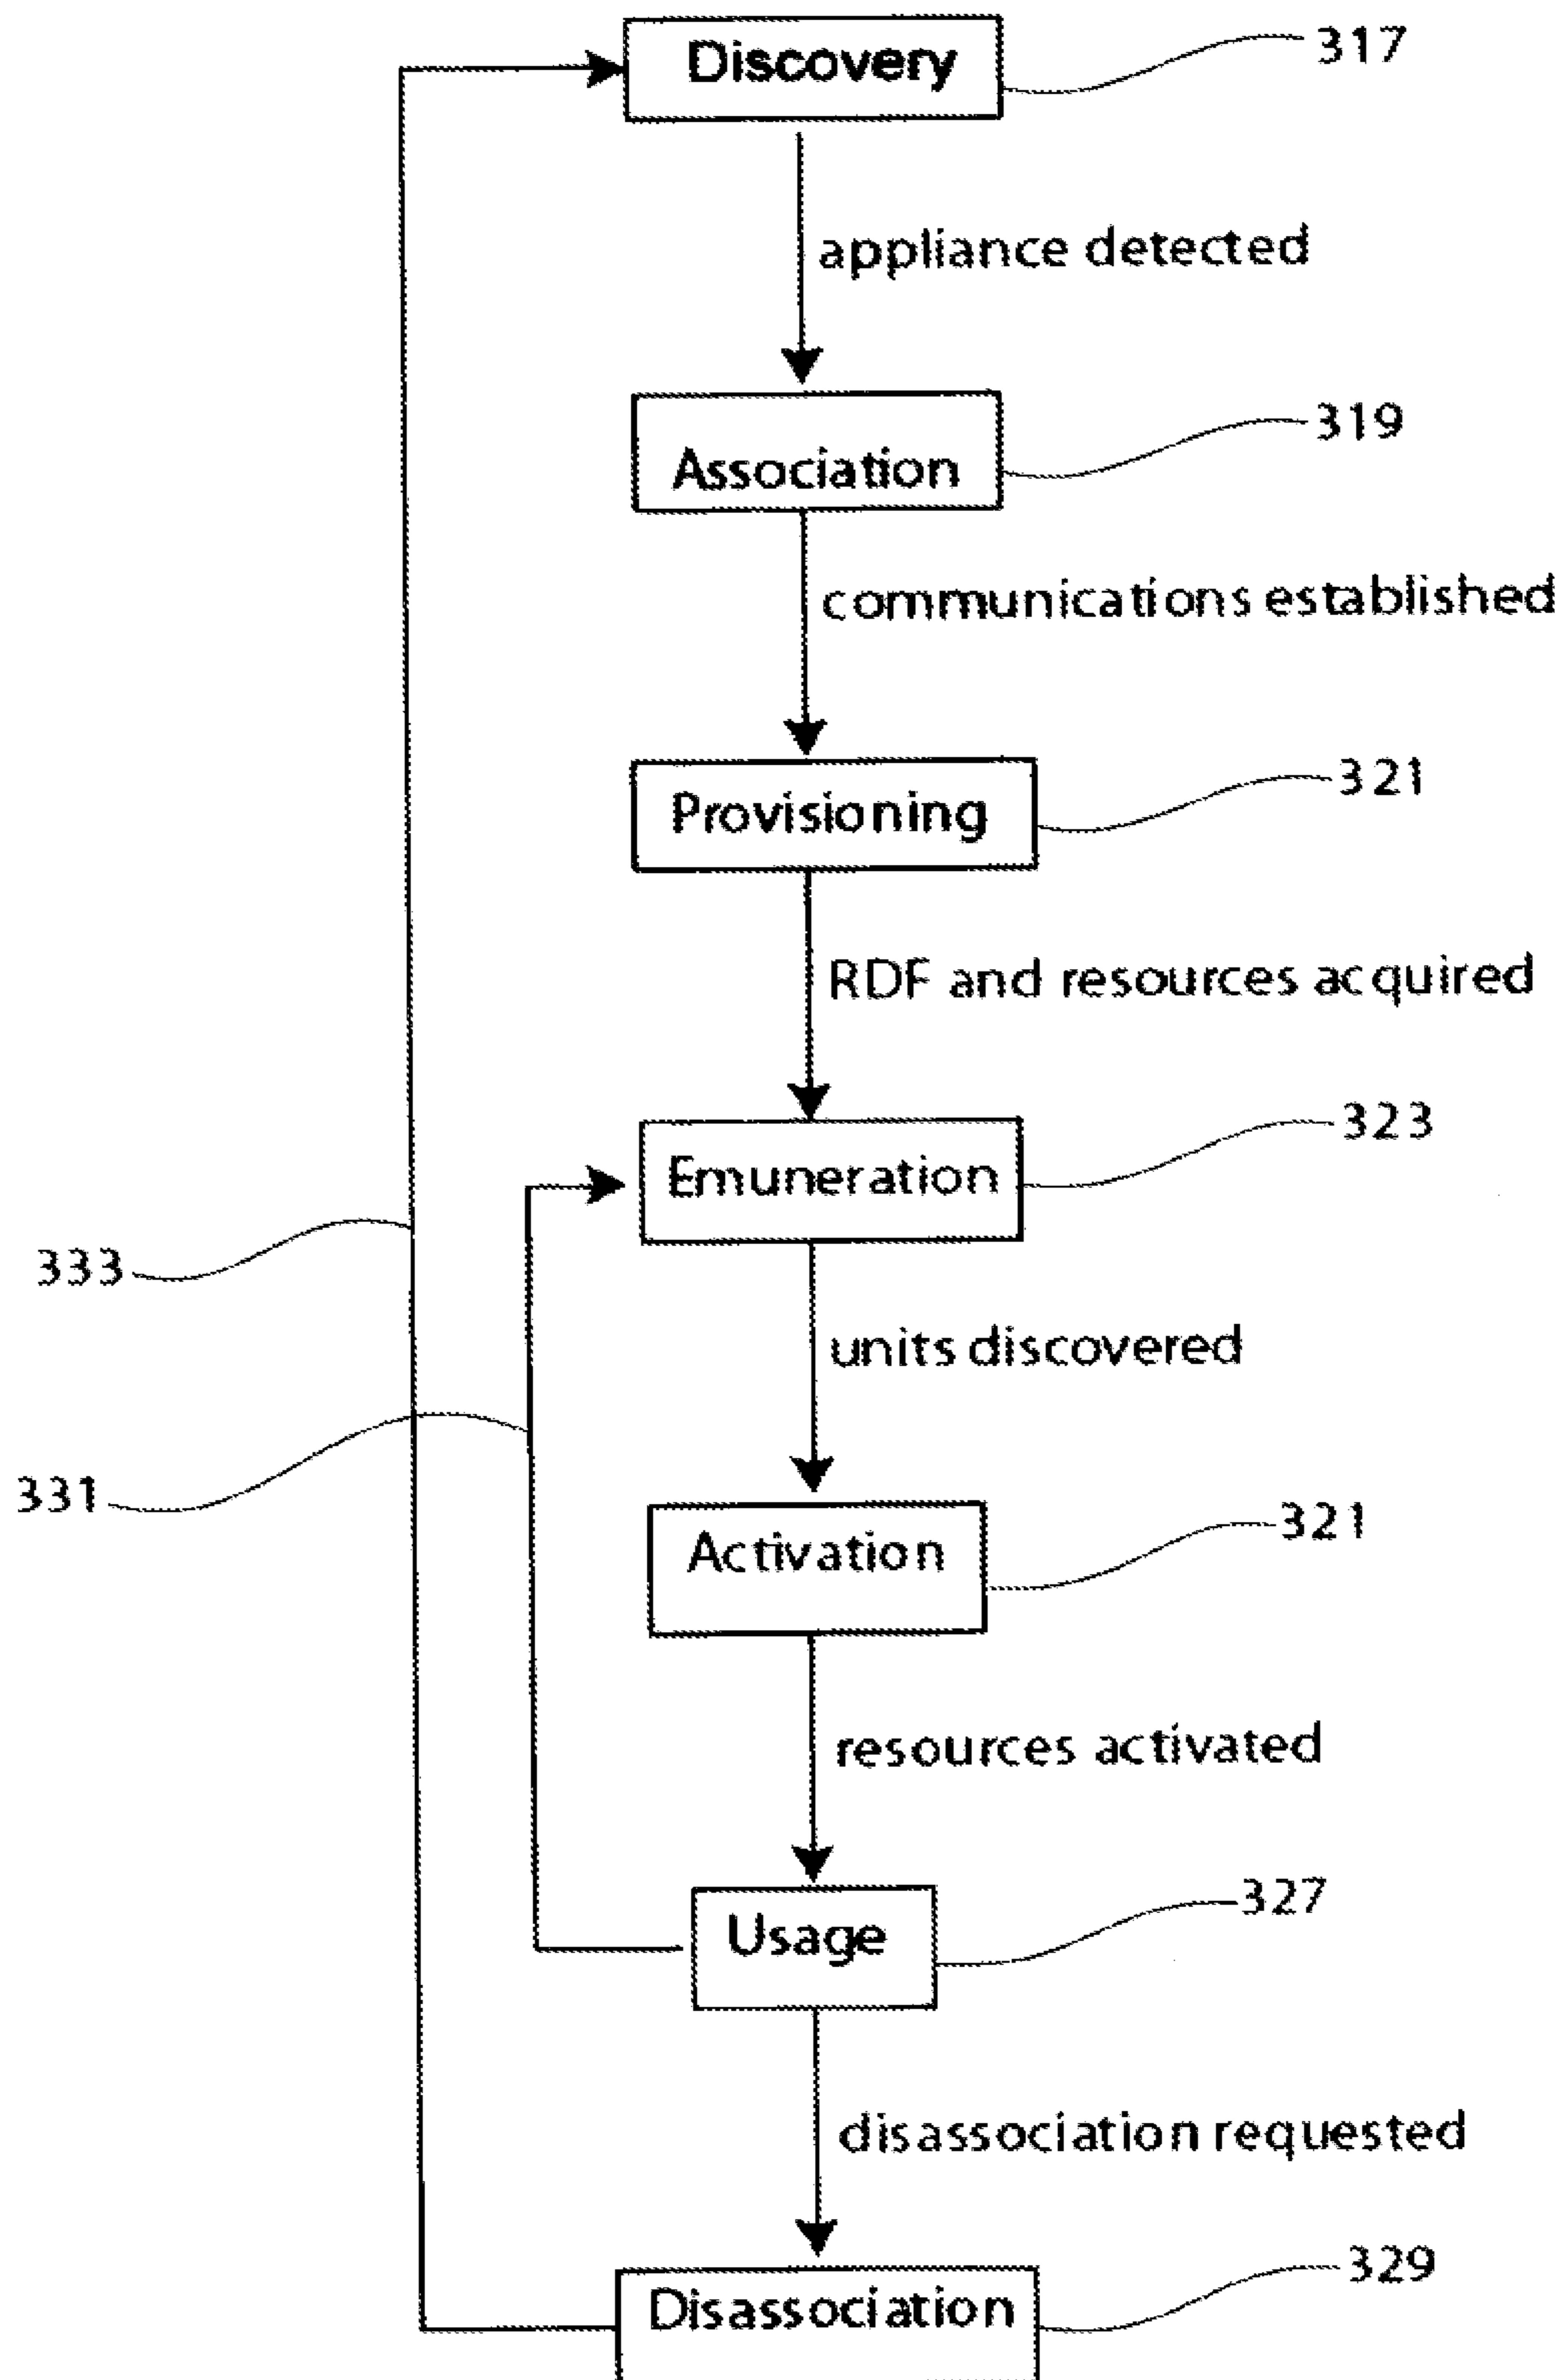 Discovery
317
appliance detected
Association
319
communications established
Provisioning
321
RDF and resources acquired
Emuneration
323
333
units discovered
331
Activation
321
resources activated
Usage
327
disassociation requested
Disassociation
329